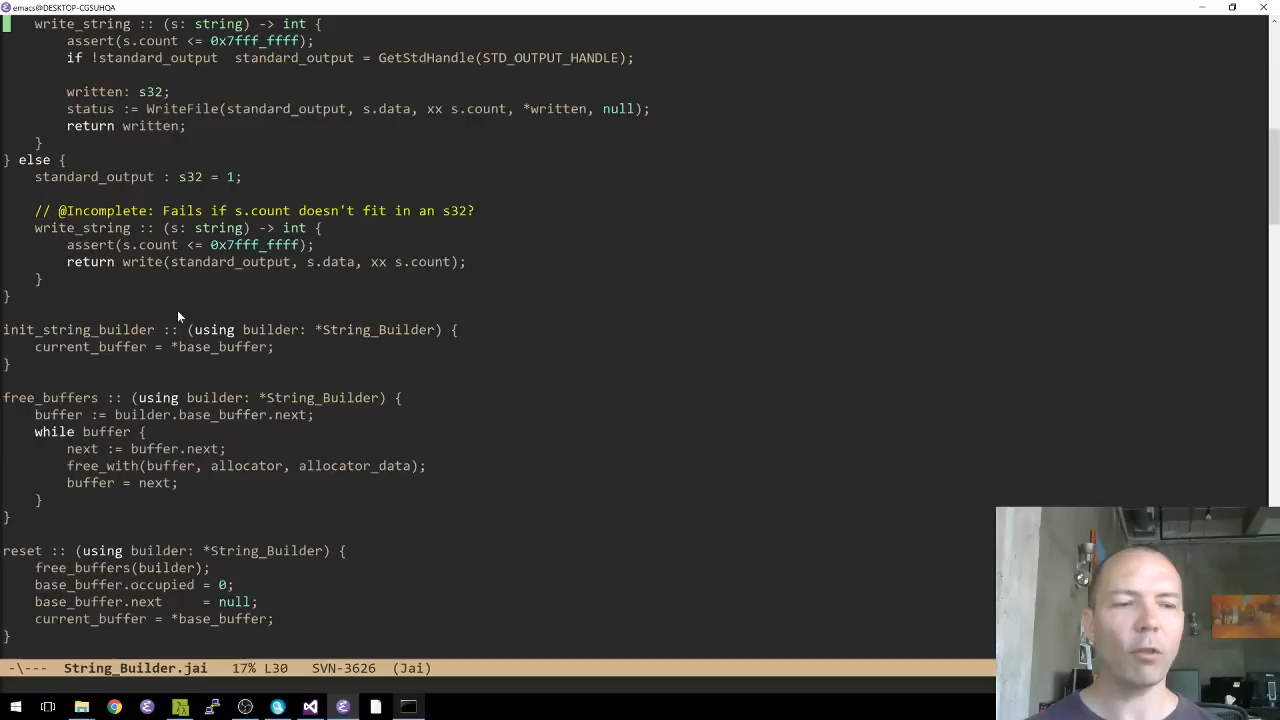 emacs@DESKTOP-CGSUHQA
write_string :: (s: string) -> int {
assert(s.count <= 0x7fff_ffff);
if !standard_output  standard_output = GetStdHandle(STD_OUTPUT_HANDLE);
written: s32;
status := WriteFile(standard_output, s.data, xx s.count, *written, null);
return written;
}
} else {
standard_output : s32 = 1;
// @Incomplete: Fails if s.count doesn't fit in an s32?
write_string :: (s: string) -> int {
assert(s.count <= 0x7fff_ffff);
return write(standard_output, s.data, xx s.count);
}
}
init_string_builder :: (using builder: *String_Builder) {
current_buffer = *base_buffer;
}
free_buffers :: (using builder: *String_Builder) {
buffer := builder.base_buffer.next;
while buffer {
next := buffer.next;
free_with(buffer, allocator, allocator_data);
buffer = next;
}
}
reset :: (using builder: *String_Builder) {
free_buffers(builder);
base_buffer.occupied = 0;
base_buffer.next     = null;
current_buffer = *base_buffer;
}
-\---  String_Builder.jai   17% L30   SVN-3626  (Jai)